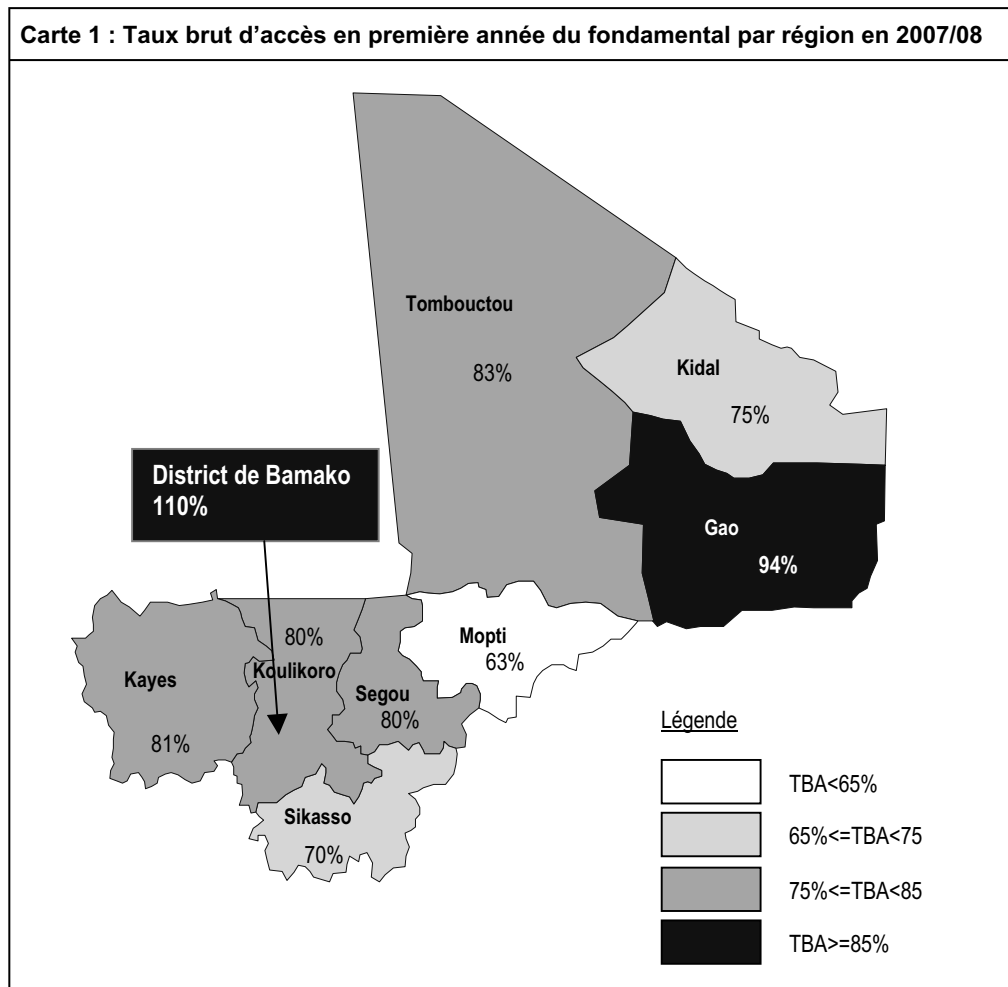 Carte 1 : Taux brut d’accès en première année du fondamental par région en 2007/08
Tombouctou
83%
Kidal
75%
District de Bamako
110%
Gao
94%
80%
Koulikoro
Mopti
63%
Kayes
81%
Segou
80%
Sikasso
70%
Légende
TBA<65%
65%<=TBA<75
75%<=TBA<85
TBA>=85%